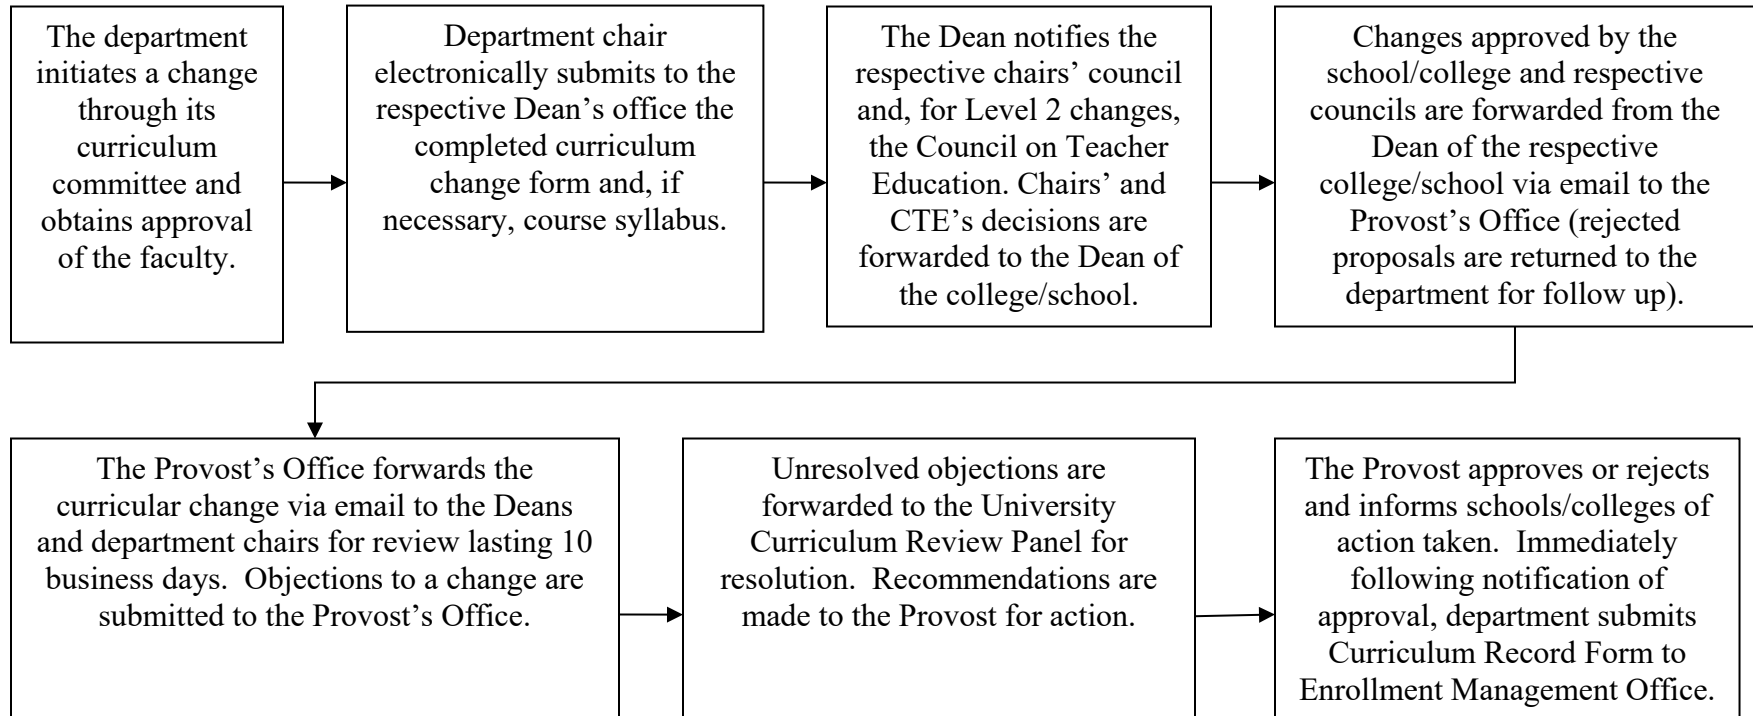 The department
initiates a change
through its
curriculum
committee and
obtains approval
of the faculty.
Department chair
electronically submits to the
respective Dean’s office the
completed curriculum
change form and, if
necessary, course syllabus.
The Dean notifies the
respective chairs’ council
and, for Level 2 changes,
the Council on Teacher
Education. Chairs’ and
CTE’s decisions are
forwarded to the Dean of
the college/school.
Changes approved by the
school/college and respective
councils are forwarded from the
Dean of the respective
college/school via email to the
Provost’s Office (rejected
proposals are returned to the
department for follow up).
The Provost’s Office forwards the
curricular change via email to the Deans
and department chairs for review lasting 10
business days.  Objections to a change are
submitted to the Provost’s Office.
Unresolved objections are
forwarded to the University
Curriculum Review Panel for
resolution.  Recommendations are
made to the Provost for action.
The Provost approves or rejects
and informs schools/colleges of
action taken.  Immediately
following notification of
approval, department submits
Curriculum Record Form to
Enrollment Management Office.